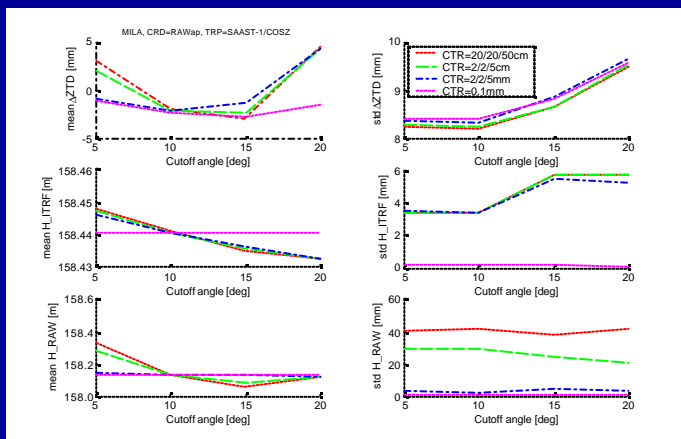 MILA, CRD=RAWap, TRP=SAAST-1/COSZ
mean ΔZTD [mm]
5
0
-5
5
10
15
20
Cutoff angle [deg]
std ΔZTD [mm]
10
9
8
CTR=20/20/50cm
CTR=2/2/5cm
CTR=2/2/5mm
CTR=0.1mm
5
10
15
20
Cutoff angle [deg]
mean H_ITRF [m]
158.46
158.45
158.44
158.43
5
10
15
20
Cutoff angle [deg]
std H_ITRF [mm]
6
4
2
0
5
10
15
20
Cutoff angle [deg]
mean H_RAW [m]
158.6
158.4
158.2
158.0
5
10
15
20
Cutoff angle [deg]
std H_RAW [mm]
60
40
20
0
5
10
15
20
Cutoff angle [deg]